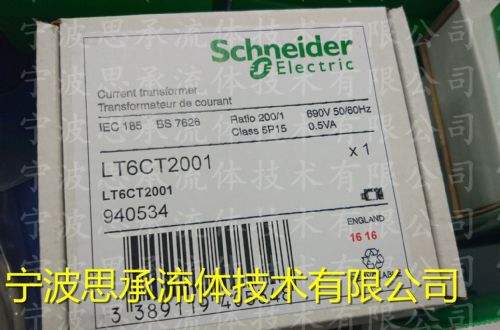 Schneider
Electric
Current transformer
Transformateur de courant
IEC 185 BS 7626
Ratio 200/1 690V 50/60Hz
Class 5P15 0.5VA
LT6CT2001 x 1
LT6CT2001
940534
ENGLAND
16 16
宁波思承流体技术有限公司
3 389119